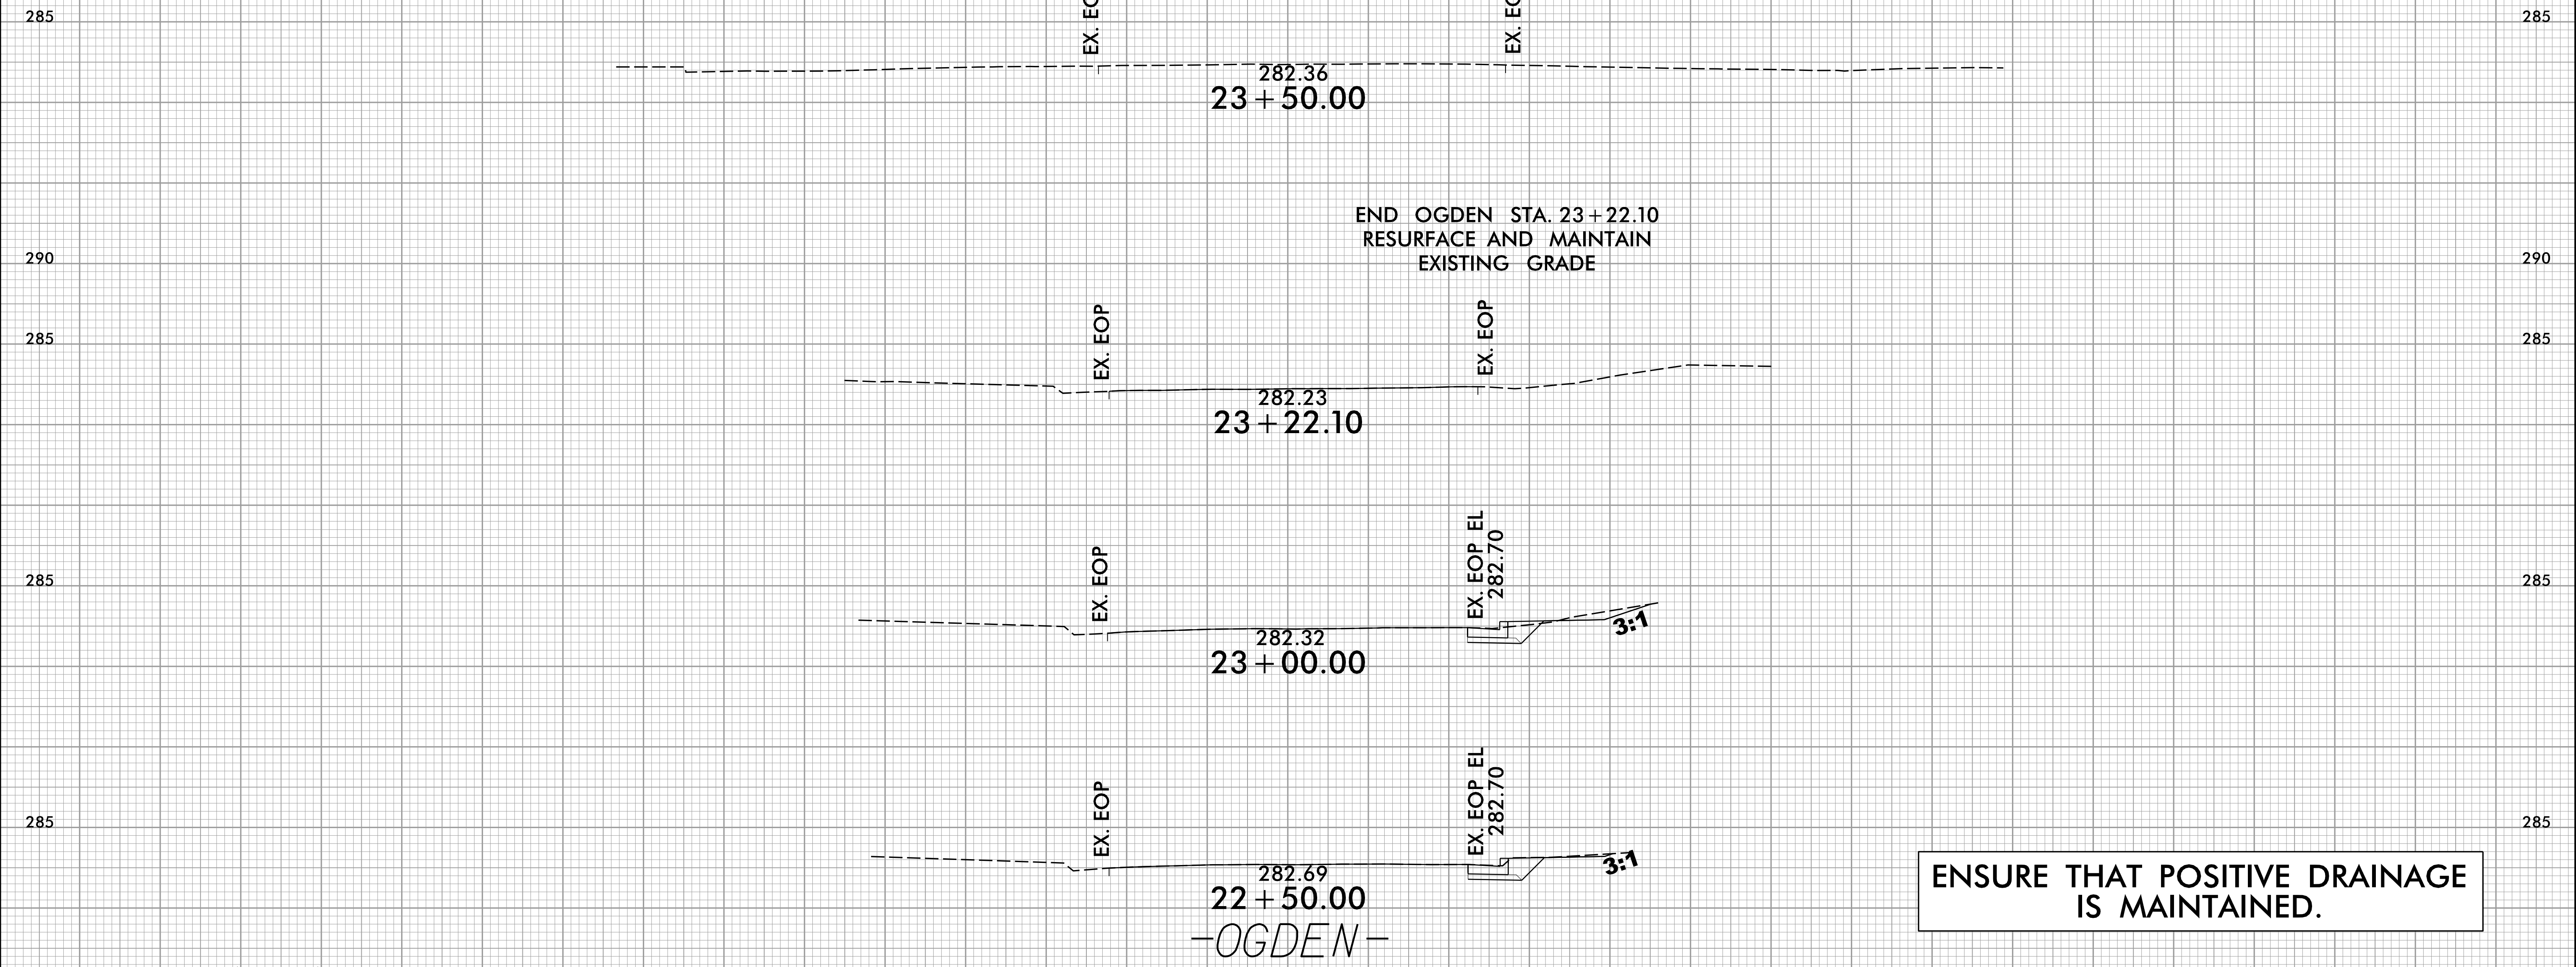 285
285
EX.
EX.
282.36
23+50.00
END OGDEN STA. 23+22.10
RESURFACE AND MAINTAIN
EXISTING GRADE
290
290
285
285
EX. EOP
EX. EOP
282.23
23+22.10
285
285
EX. EOP
EX. EOP EL
282.70
3:1
282.32
23+00.00
285
285
EX. EOP
EX. EOP EL
282.70
3:1
282.69
22+50.00
-OGDEN-
ENSURE THAT POSITIVE DRAINAGE
IS MAINTAINED.